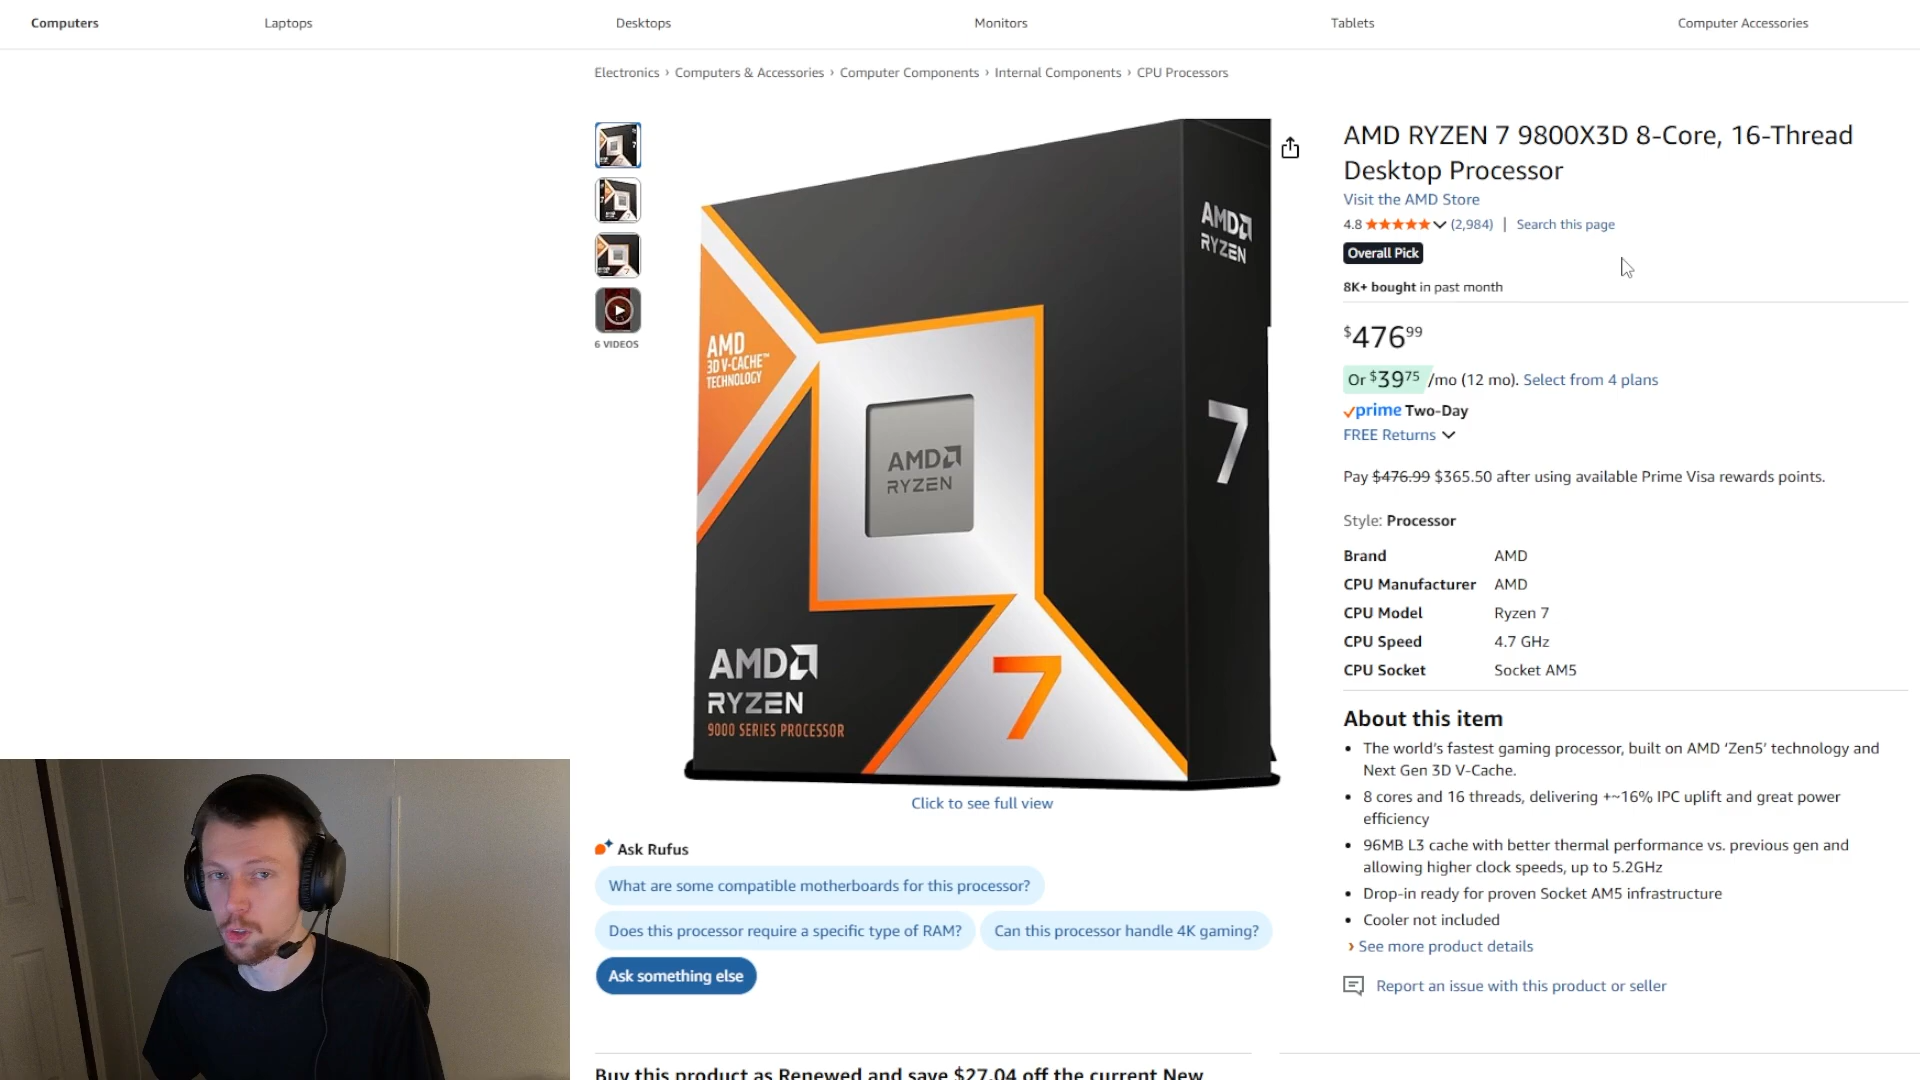 Computers
Laptops
Desktops
Monitors
Tablets
Computer Accessories
Electronics › Computers & Accessories › Computer Components › Internal Components › CPU Processors
6 VIDEOS
AMD
RYZEN
AMD
3D V-CACHE™
TECHNOLOGY
7
AMD
RYZEN
AMD
RYZEN
9000 SERIES PROCESSOR
7
Click to see full view
Ask Rufus
What are some compatible motherboards for this processor?
Does this processor require a specific type of RAM?
Can this processor handle 4K gaming?
Ask something else
Buy this product as Renewed and save $27.04 off the current New
AMD RYZEN 7 9800X3D 8-Core, 16-Thread
Desktop Processor
Visit the AMD Store
4.8 (2,984) | Search this page
Overall Pick
8K+ bought in past month
$47699
Or $3975 /mo (12 mo). Select from 4 plans
prime Two-Day
FREE Returns
Pay $476.99 $365.50 after using available Prime Visa rewards points.
Style: Processor
Brand AMD
CPU Manufacturer AMD
CPU Model Ryzen 7
CPU Speed 4.7 GHz
CPU Socket Socket AM5
About this item
• The world's fastest gaming processor, built on AMD ‘Zen5’ technology and
Next Gen 3D V-Cache.
• 8 cores and 16 threads, delivering +~16% IPC uplift and great power
efficiency
• 96MB L3 cache with better thermal performance vs. previous gen and
allowing higher clock speeds, up to 5.2GHz
• Drop-in ready for proven Socket AM5 infrastructure
• Cooler not included
› See more product details
Report an issue with this product or seller